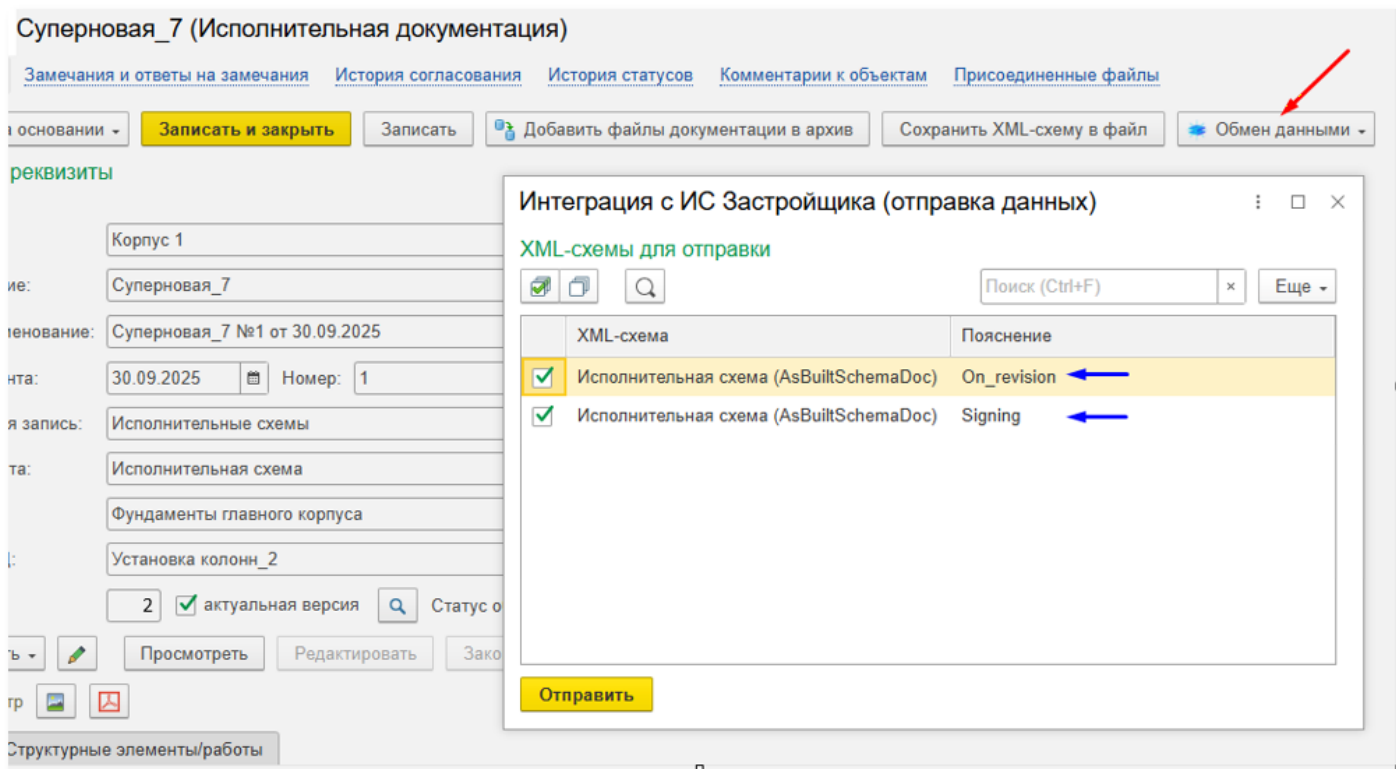 Суперновая_7 (Исполнительная документация)
Замечания и ответы на замечания История согласования История статусов Комментарии к объектам Присоединенные файлы
основании Записать и закрыть Записать Добавить файлы документации в архив Сохранить XML-схему в файл Обмен данными
реквизиты
Интеграция с ИС Застройщика (отправка данных)
Корпус 1
XML-схемы для отправки
ие: Суперновая_7
Поиск (Ctrl+F) × Еще
менование: Суперновая_7 №1 от 30.09.2025
XML-схема Пояснение
нта: 30.09.2025 Номер: 1
Исполнительная схема (AsBuiltSchemaDoc) On_revision
я запись: Исполнительные схемы
Исполнительная схема (AsBuiltSchemaDoc) Signing
та: Исполнительная схема
Фундаменты главного корпуса
Установка колонн_2
2 актуальная версия Статус о
ть Просмотреть Редактировать Зако
Отправить
тр
Структурные элементы/работы